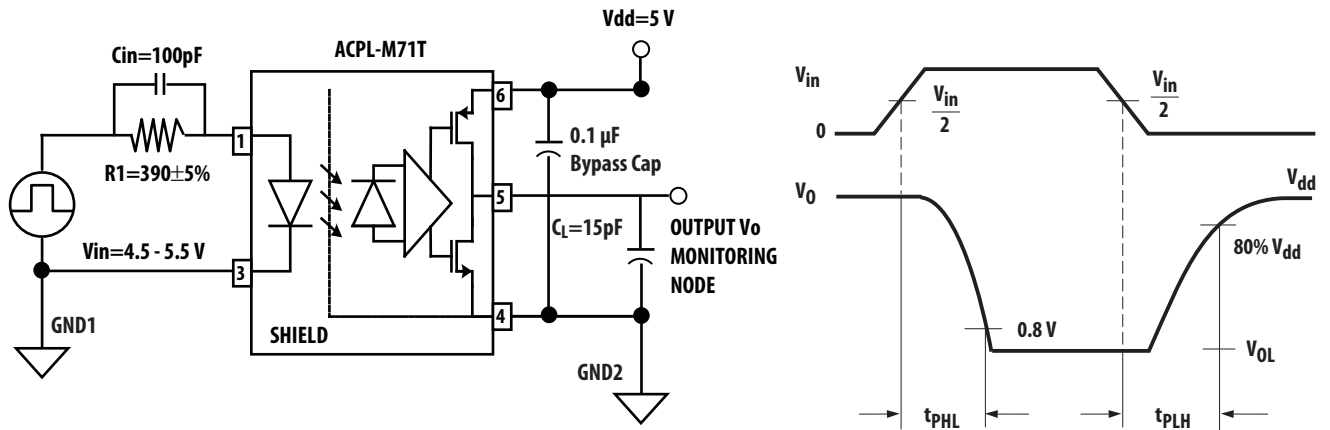 Vdd=5 V
ACPL-M71T
Cin=100pF
R1=390±5%
Vin=4.5 - 5.5 V
GND1
1
3
6
5
4
SHIELD
0.1 µF
Bypass Cap
CL=15pF
OUTPUT Vo
MONITORING
NODE
GND2
Vin
Vin
2
Vin
2
0
VO
Vdd
80% Vdd
0.8 V
VOL
tPHL
tPLH